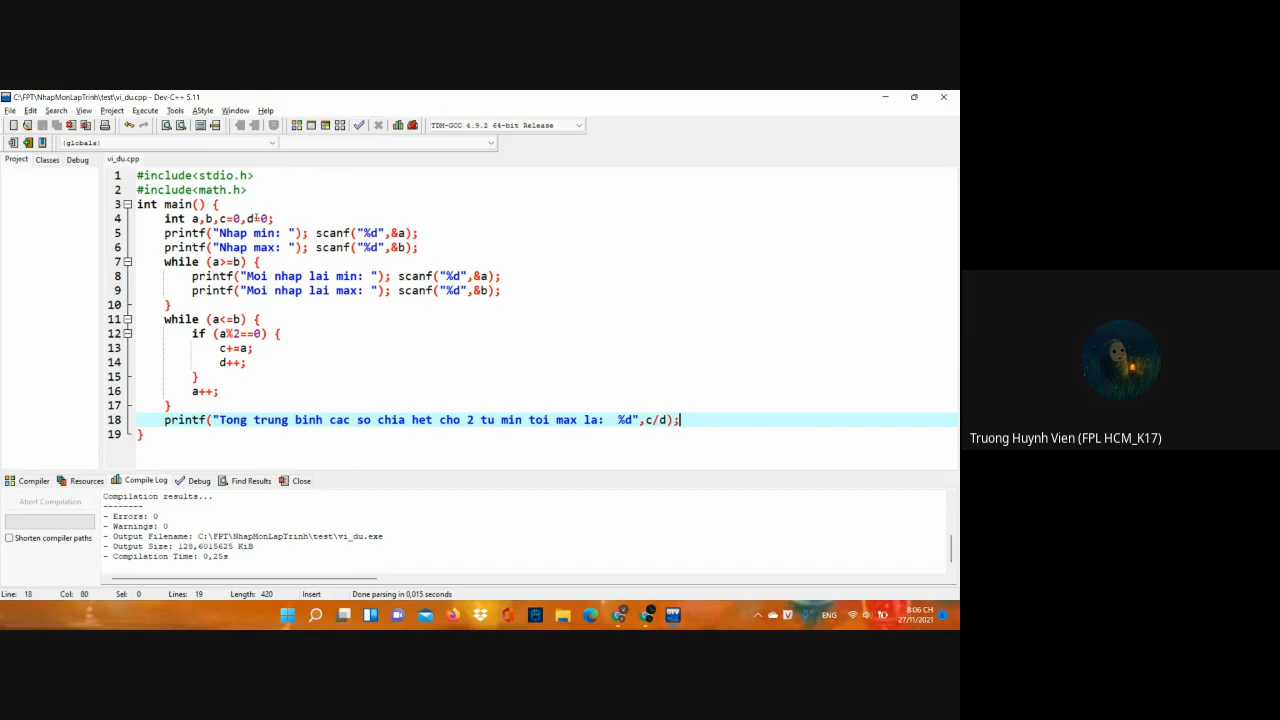 C:\FPT\NhapMonLapTrinh\test\vi_du.cpp - Dev-C++ 5.11
File Edit Search View Project Execute Tools AStyle Window Help
TDM-GCC 4.9.2 64-bit Release
(globals)
Project Classes Debug vi_du.cpp
1 #include<stdio.h>
2 #include<math.h>
3 int main() {
4 int a,b,c=0,d=0;
5 printf("Nhap min: "); scanf("%d",&a);
6 printf("Nhap max: "); scanf("%d",&b);
7 while (a>=b) {
8 printf("Moi nhap lai min: "); scanf("%d",&a);
9 printf("Moi nhap lai max: "); scanf("%d",&b);
10 }
11 while (a<=b) {
12 if (a%2==0) {
13 c+=a;
14 d++;
15 }
16 a++;
17 }
18 printf("Tong trung binh cac so chia het cho 2 tu min toi max la:  %d",c/d);
19 }
Truong Huynh Vien (FPL HCM_K17)
Compiler Resources Compile Log Debug Find Results Close
Abort Compilation
Shorten compiler paths
Compilation results...
--------
- Errors: 0
- Warnings: 0
- Output Filename: C:\FPT\NhapMonLapTrinh\test\vi_du.exe
- Output Size: 128,6015625 KiB
- Compilation Time: 0,25s
Line: 18 Col: 80 Sel: 0 Lines: 19 Length: 420 Insert Done parsing in 0,015 seconds
ENG
8:06 CH
27/11/2021